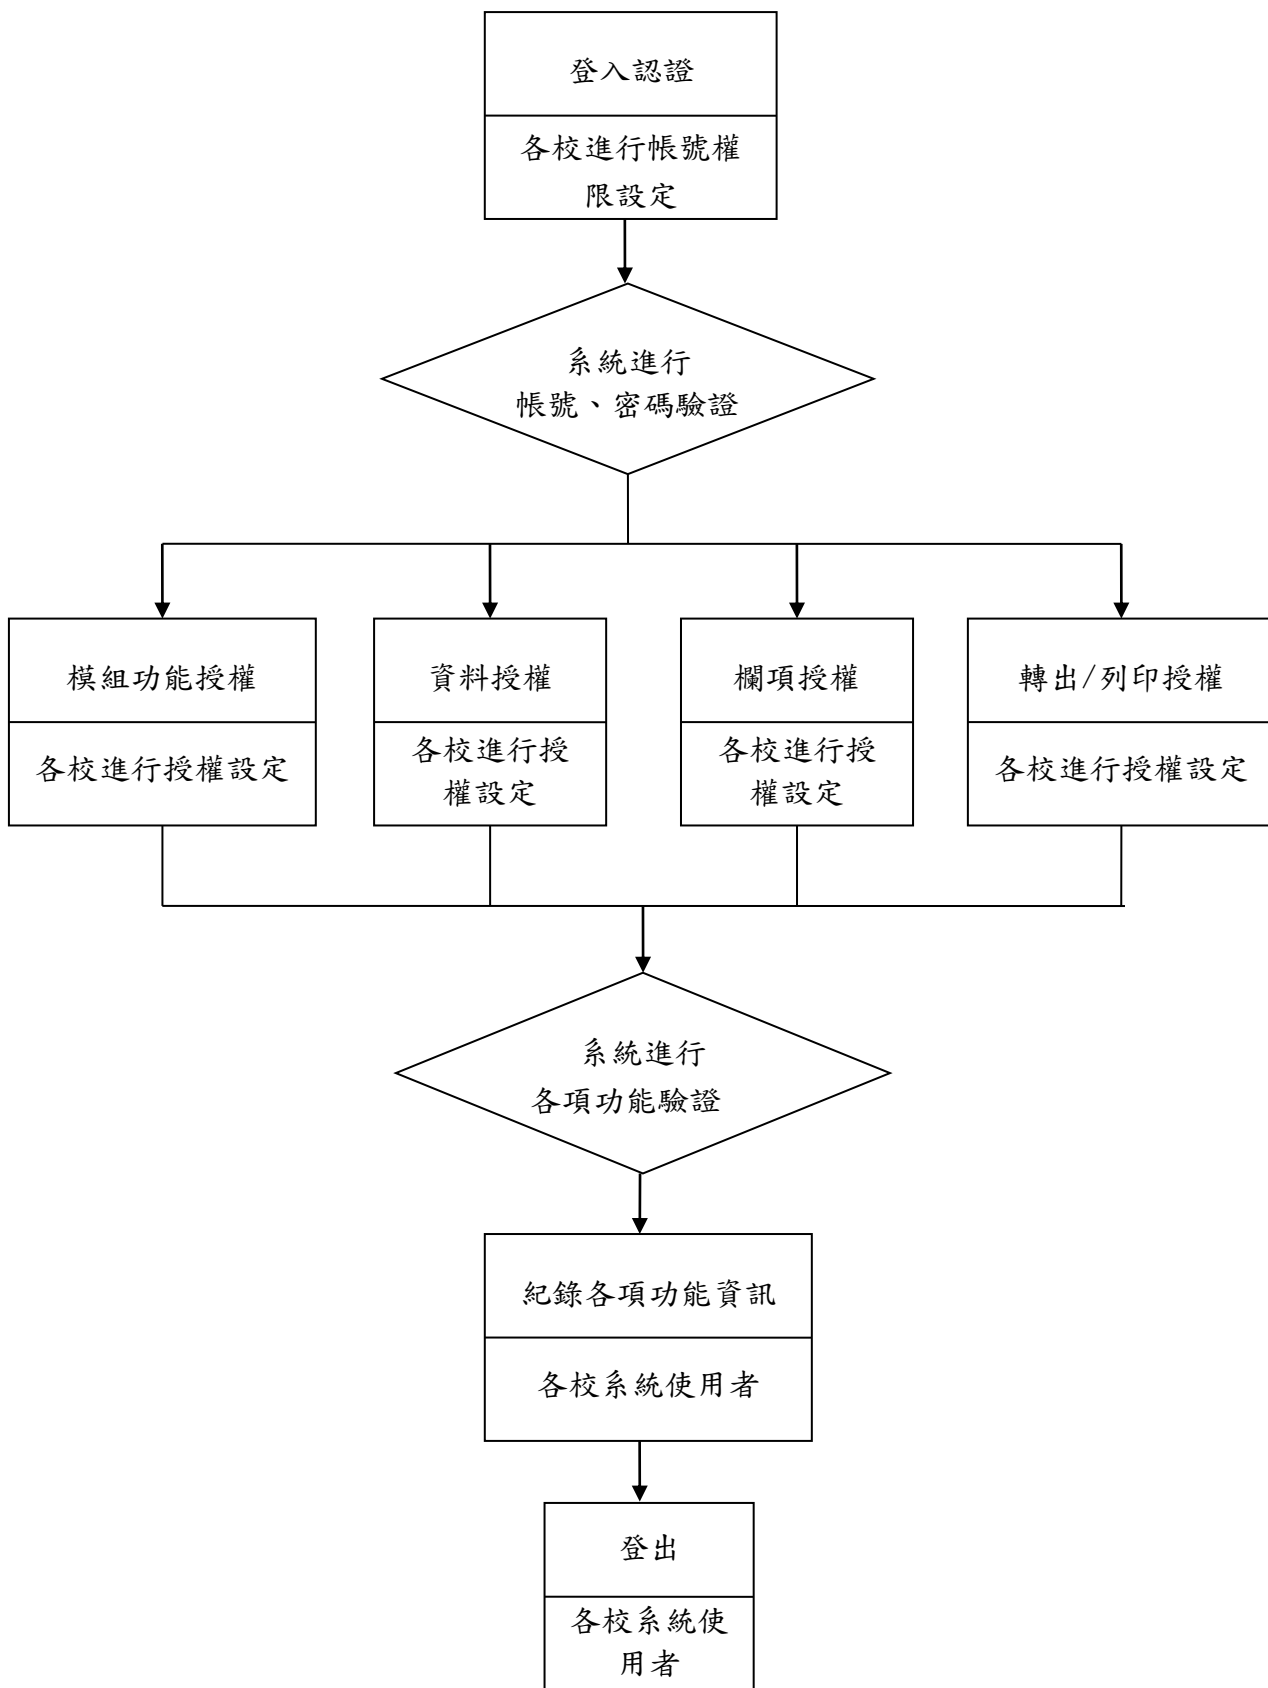 登入認證
各校進行帳號權
限設定
系統進行
帳號、密碼驗證
模組功能授權
各校進行授權設定
資料授權
各校進行授
權設定
欄項授權
各校進行授
權設定
轉出/列印授權
各校進行授權設定
系統進行
各項功能驗證
紀錄各項功能資訊
各校系統使用者
登出
各校系統使
用者